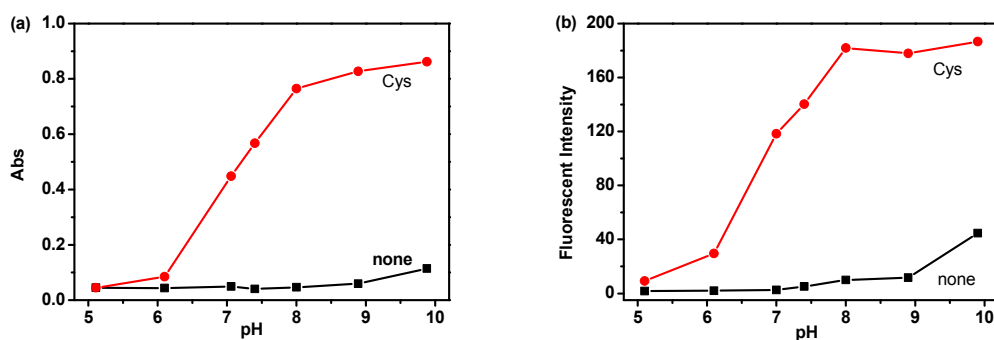 (a)
1.0
0.8
0.6
0.4
0.2
0.0
Abs
Cys
none
5 6 7 8 9 10
pH
(b)
200
160
120
80
40
0
Fluorescent Intensity
Cys
none
5 6 7 8 9 10
pH